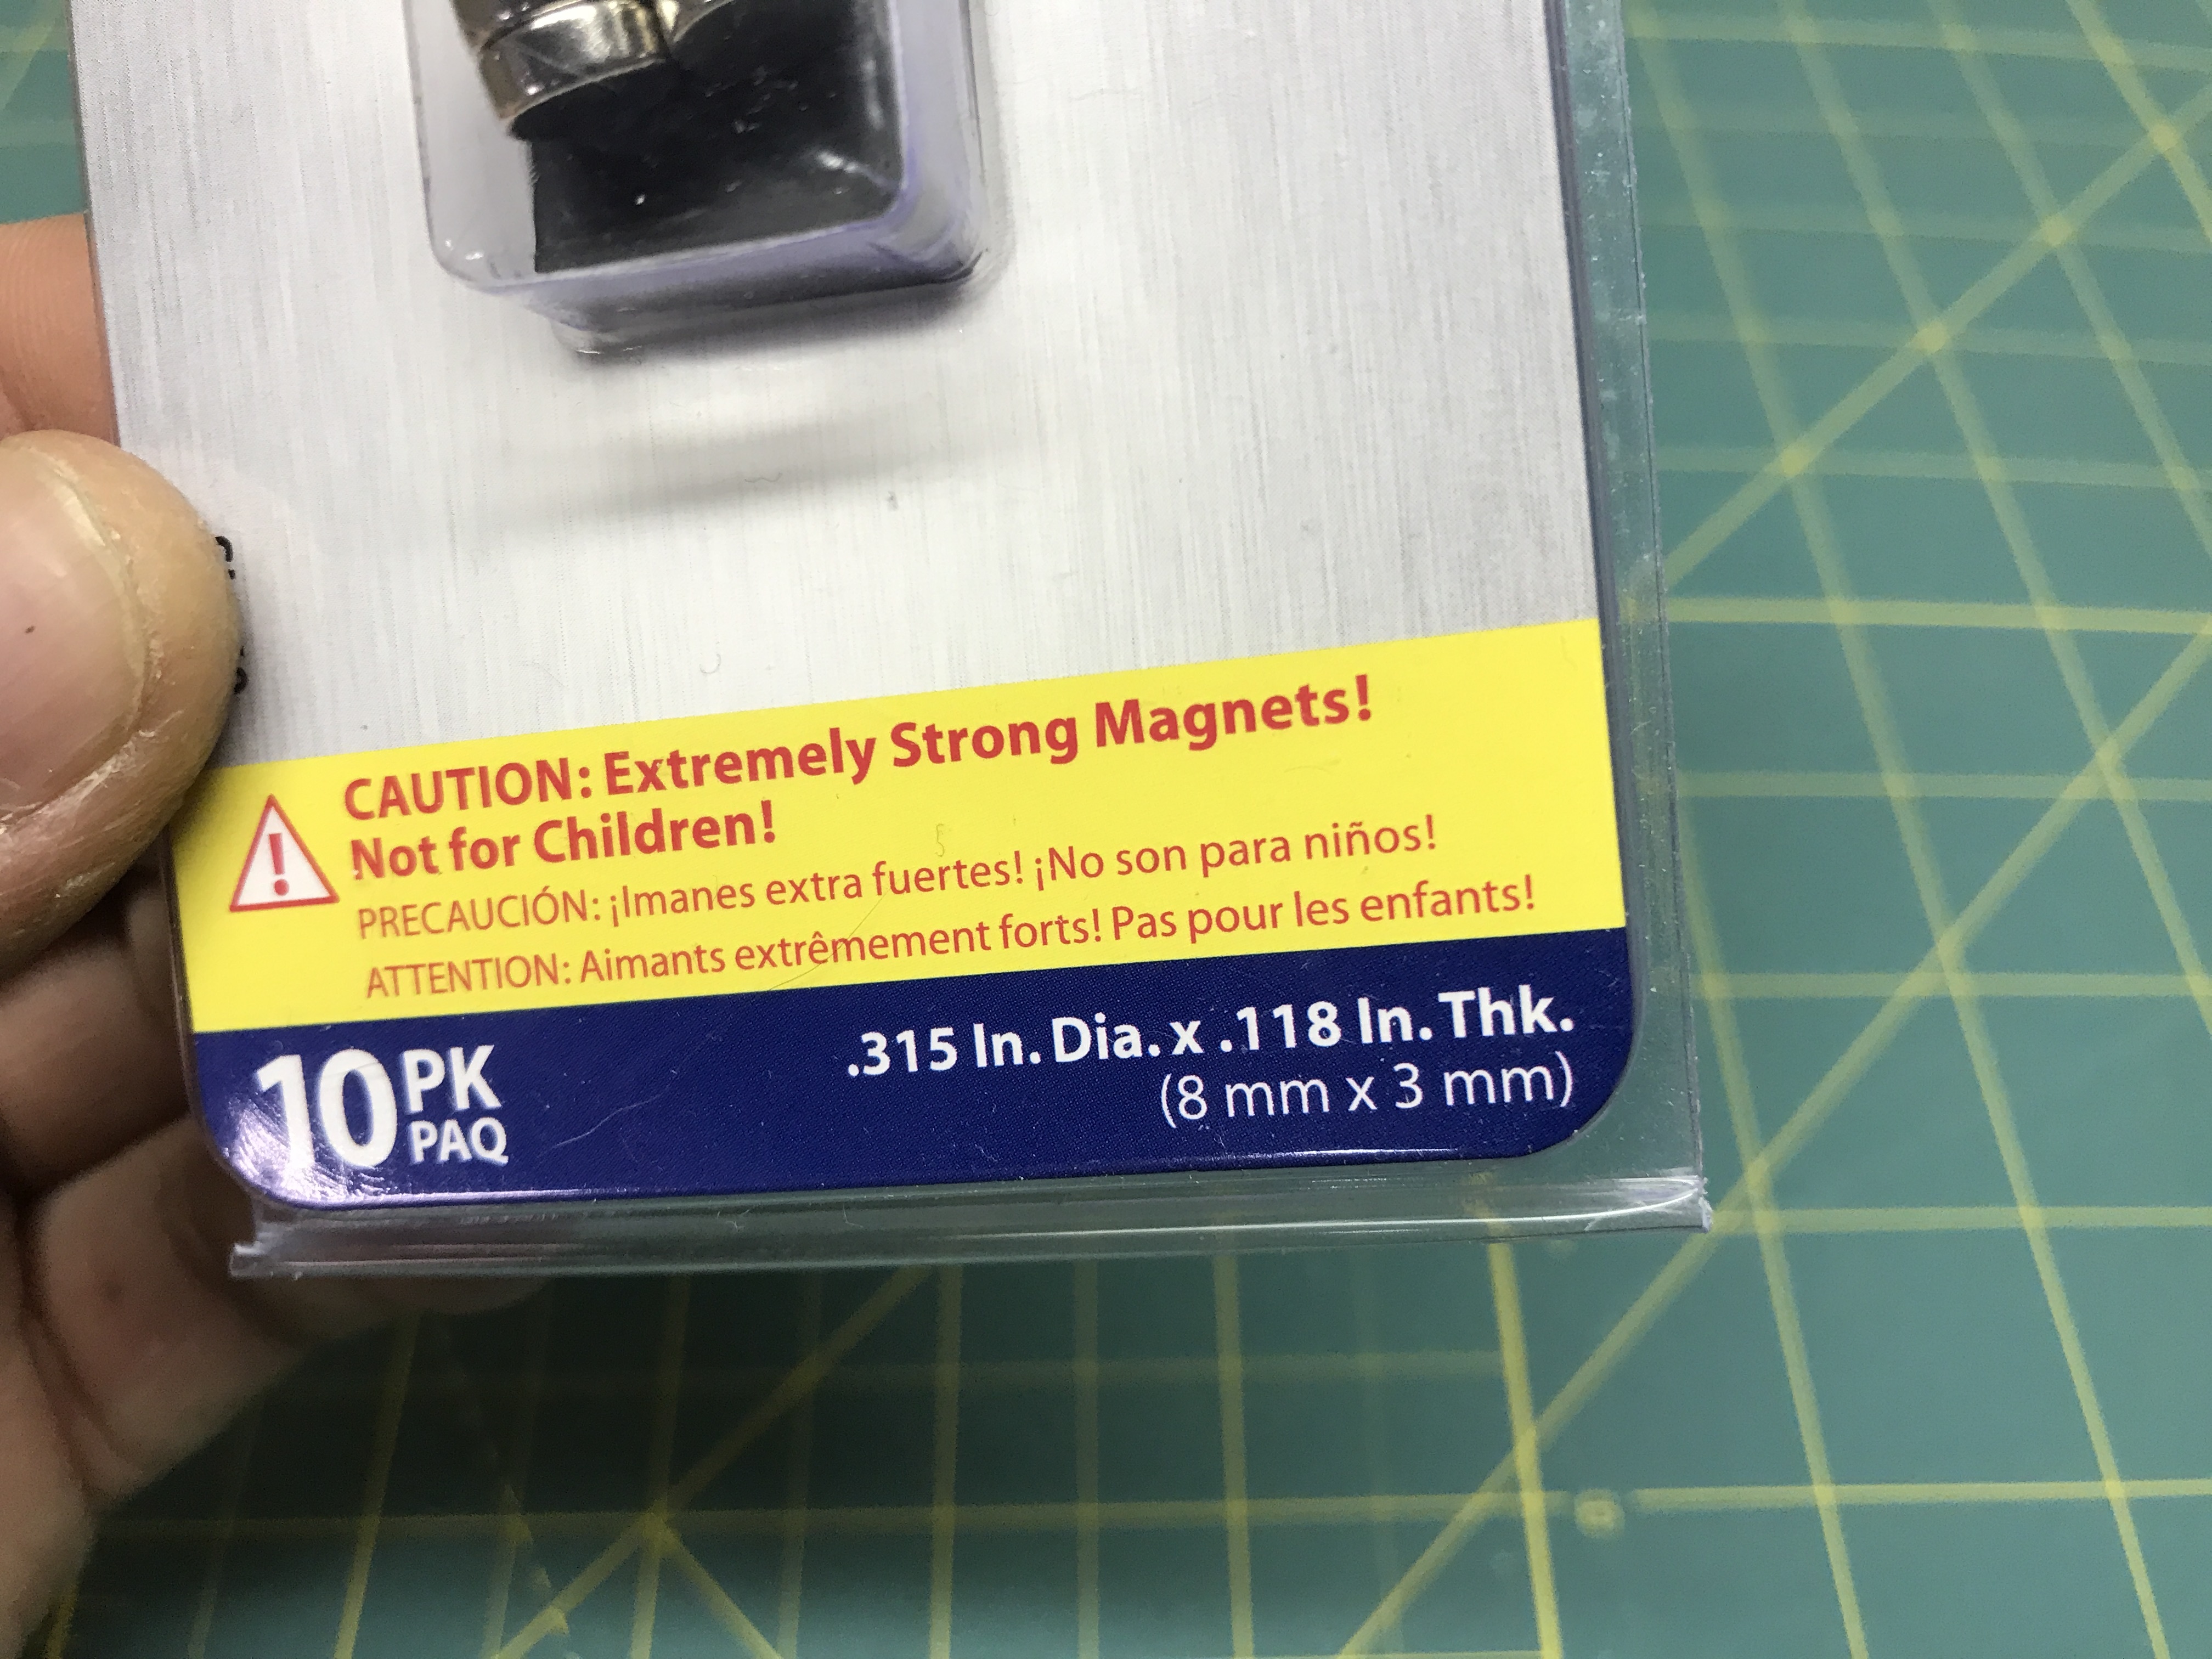 CAUTION: Extremely Strong Magnets!
Not for Children!
PRECAUCIÓN: ¡Imanes extra fuertes! ¡No son para niños!
ATTENTION: Aimants extrêmement forts! Pas pour les enfants!
10 PK
PAQ
.315 In. Dia. x .118 In. Thk.
(8 mm x 3 mm)